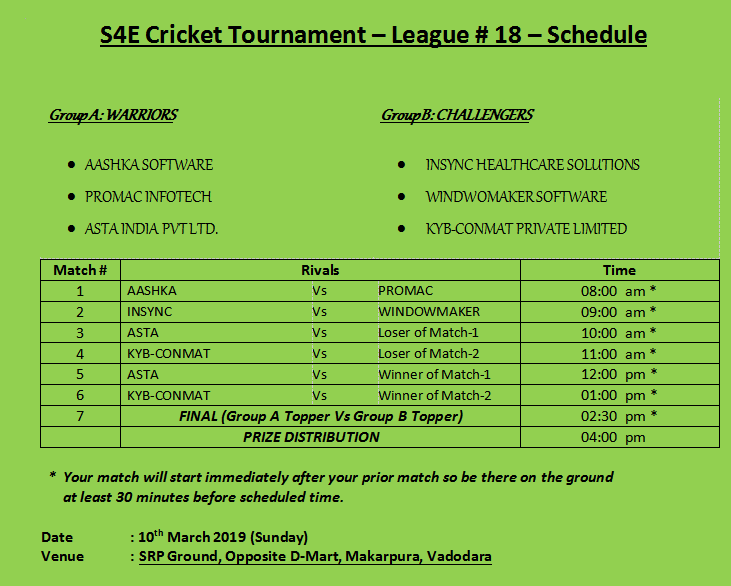 S4E Cricket Tournament – League # 18 – Schedule
Group A: WARRIORS Group B: CHALLENGERS
• AASHKA SOFTWARE • INSYNC HEALTHCARE SOLUTIONS
• PROMAC INFOTECH • WINDWOMAKER SOFTWARE
• ASTA INDIA PVT LTD. • KYB-CONMAT PRIVATE LIMITED
Match # Rivals Time
1 AASHKA Vs PROMAC 08:00 am *
2 INSYNC Vs WINDOWMAKER 09:00 am *
3 ASTA Vs Loser of Match-1 10:00 am *
4 KYB-CONMAT Vs Loser of Match-2 11:00 am *
5 ASTA Vs Winner of Match-1 12:00 pm *
6 KYB-CONMAT Vs Winner of Match-2 01:00 pm *
7 FINAL (Group A Topper Vs Group B Topper) 02:30 pm *
PRIZE DISTRIBUTION 04:00 pm
* Your match will start immediately after your prior match so be there on the ground
at least 30 minutes before scheduled time.
Date : 10th March 2019 (Sunday)
Venue : SRP Ground, Opposite D-Mart, Makarpura, Vadodara